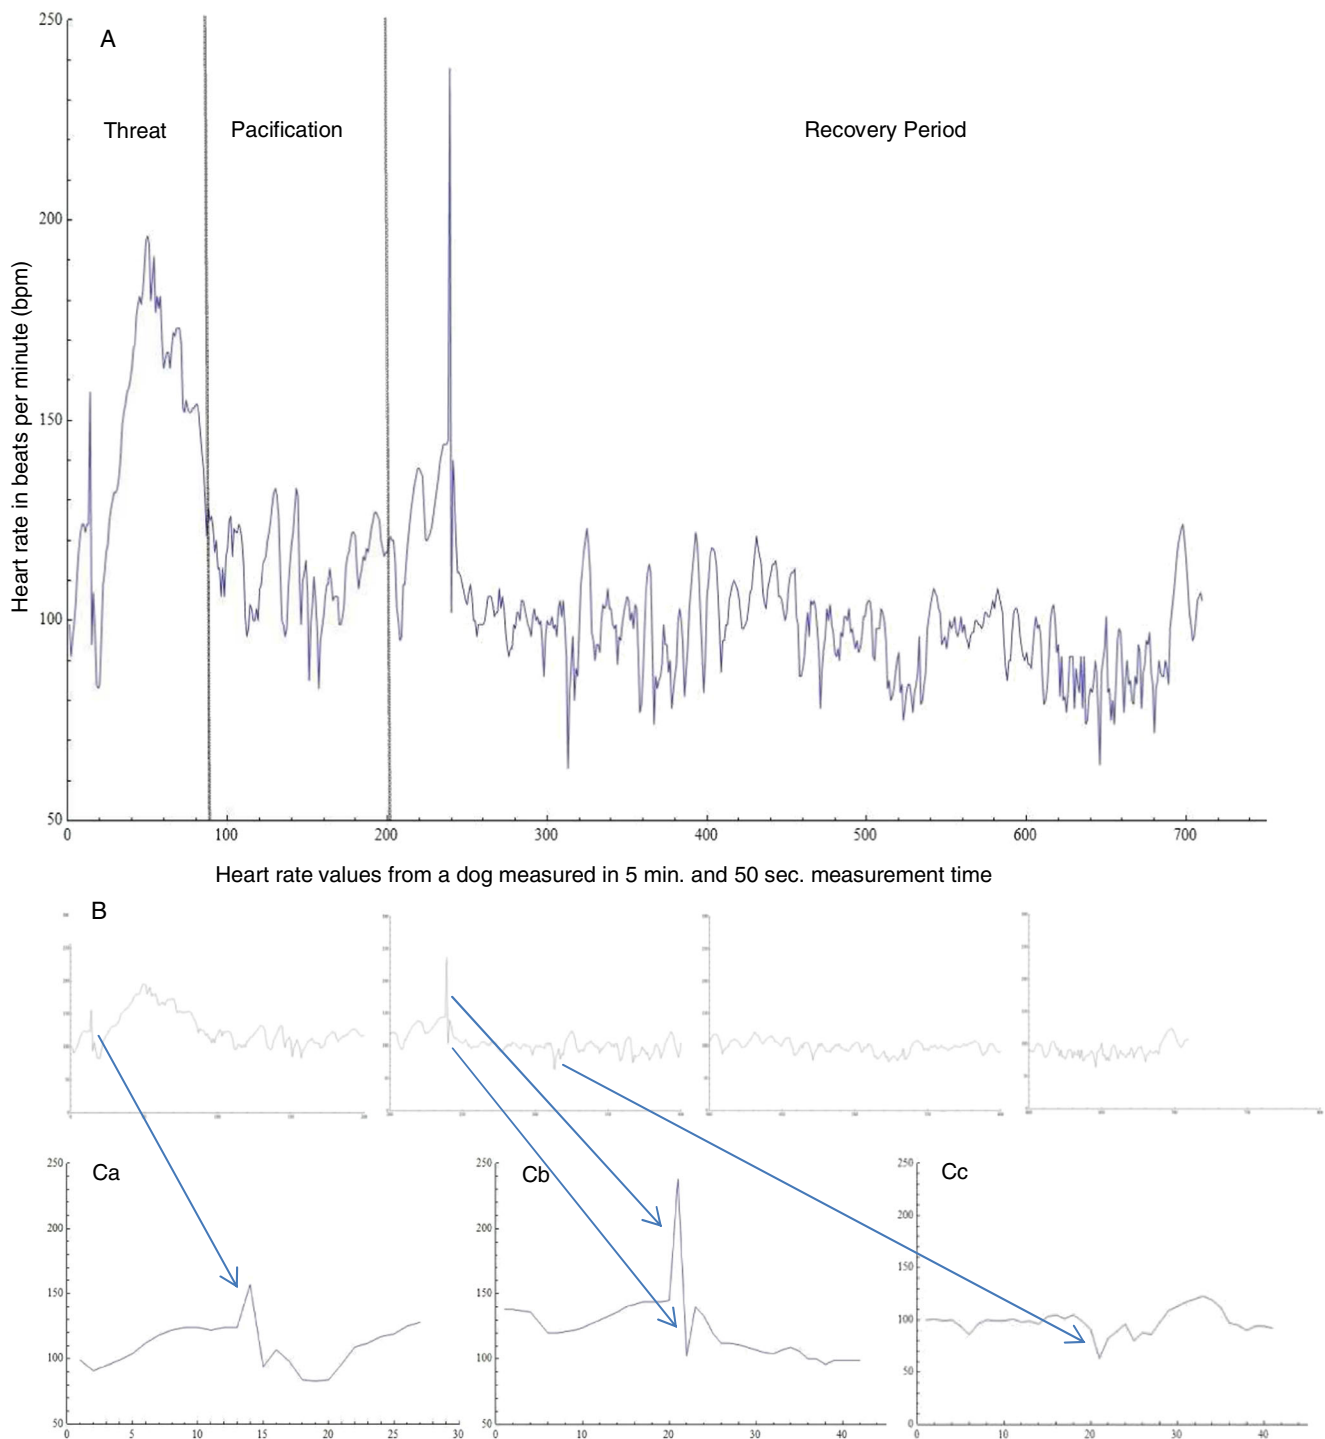 250
A
Threat
Pacification
Recovery Period
200
150
100
50
Heart rate in beats per minute (bpm)
0 100 200 300 400 500 600 700
Heart rate values from a dog measured in 5 min. and 50 sec. measurement time
B
Ca
Cb
Cc
250
200
150
100
50
0 5 10 15 20 25 30
250
200
150
100
50
0 10 20 30 40
250
200
150
100
50
0
0 10 20 30 40